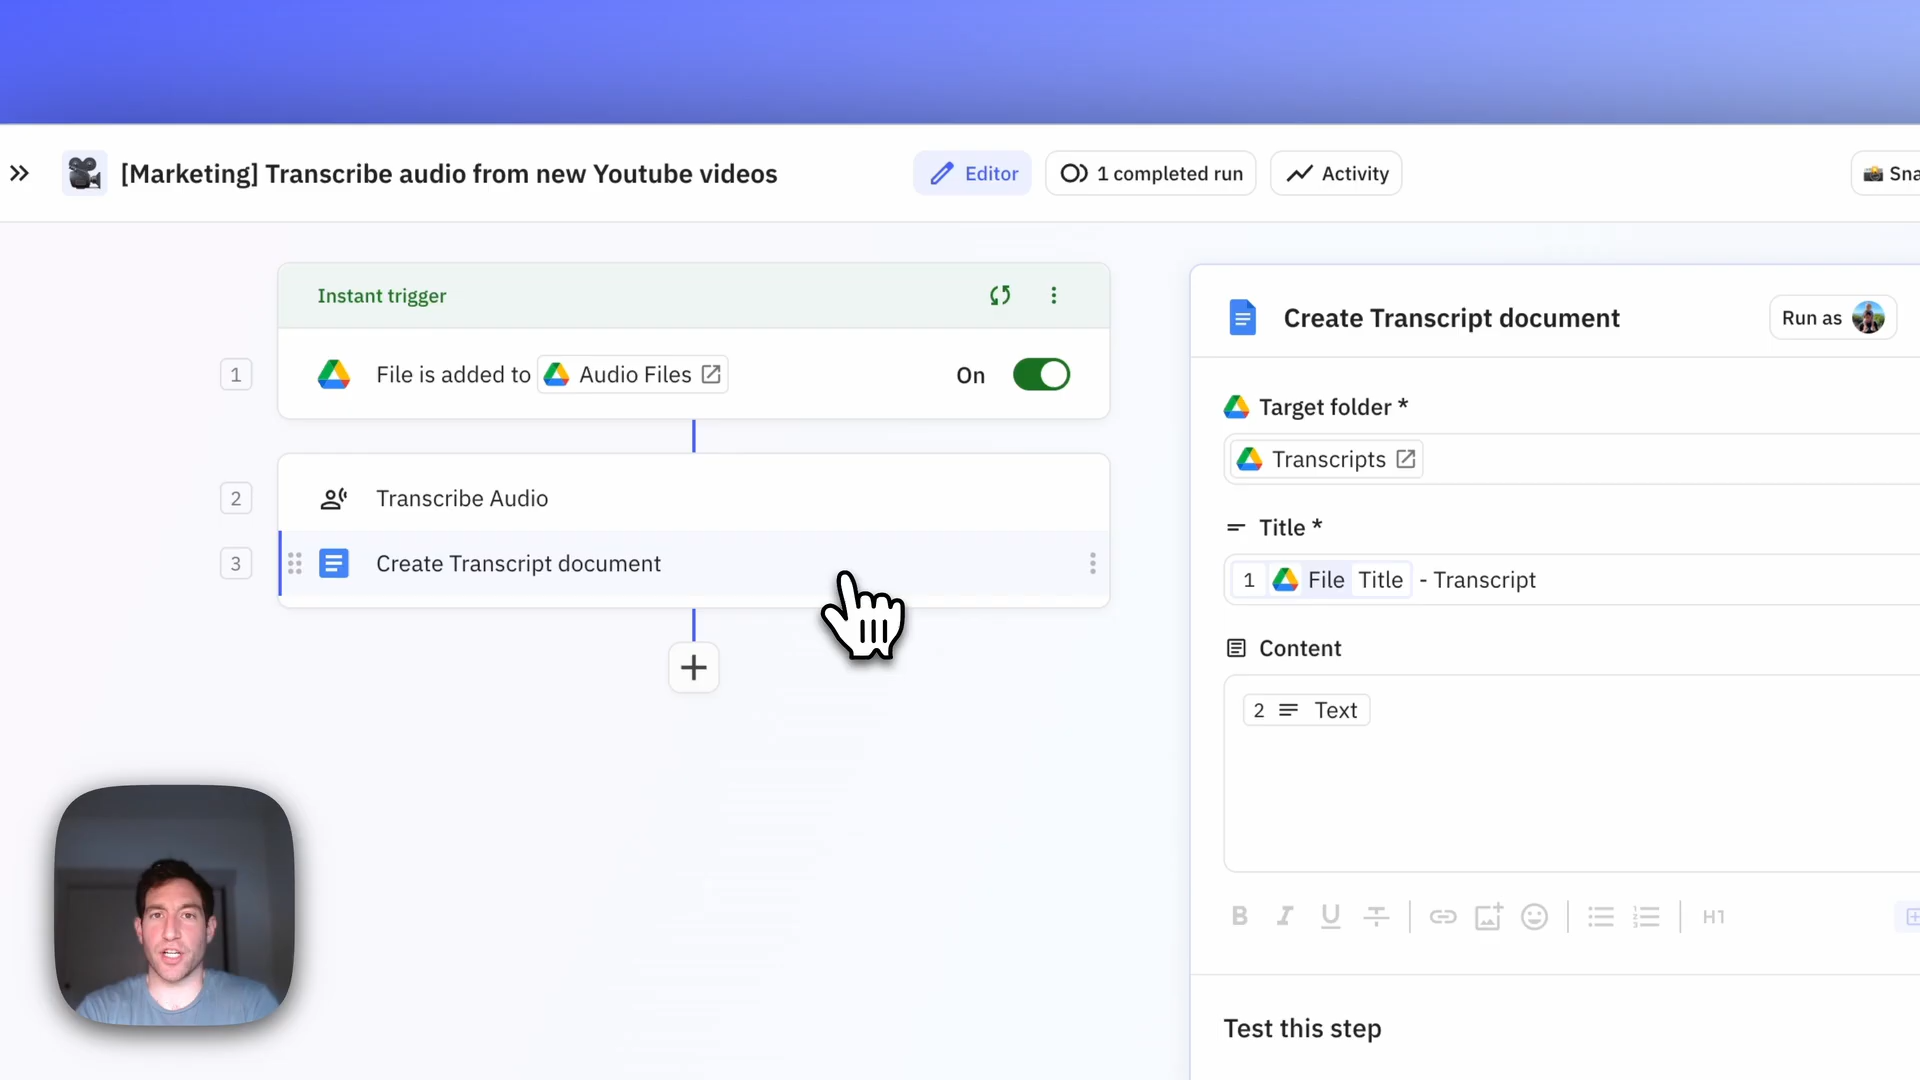 [Marketing] Transcribe audio from new Youtube videos
Editor
1 completed run
Activity
Sna
Instant trigger
1
File is added to Audio Files
On
2
Transcribe Audio
3
Create Transcript document
Create Transcript document
Run as
Target folder *
Transcripts
Title *
1 File Title - Transcript
Content
2 Text
B I U T H1
Test this step